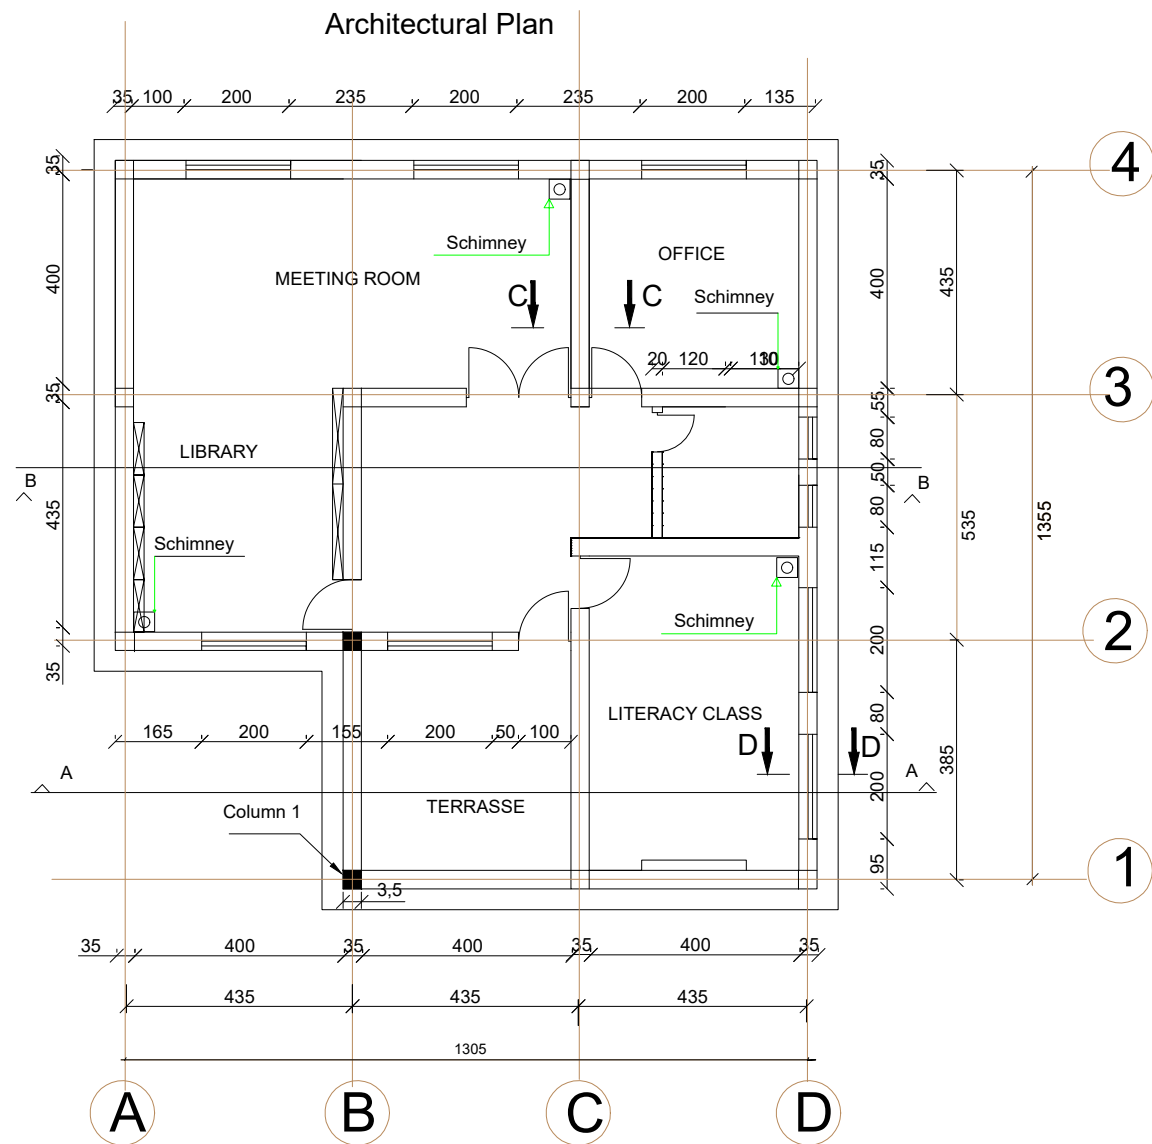 Architectural Plan
35 100 200 235 200 235 200 135
4
35
35
Schimney
OFFICE
MEETING ROOM
400
400
435
C
C
Schimney
20 120 110 30
3
35
55
LIBRARY
80
B
50
B
435
80
535
1355
Schimney
115
Schimney
2
200
35
LITERACY CLASS
165 200 155 200 50 100
80
D
D
385
A
A
200
TERRASSE
Column 1
95
1
3,5
35 400 35 400 35 400 35
435 435 435
1305
A B C D